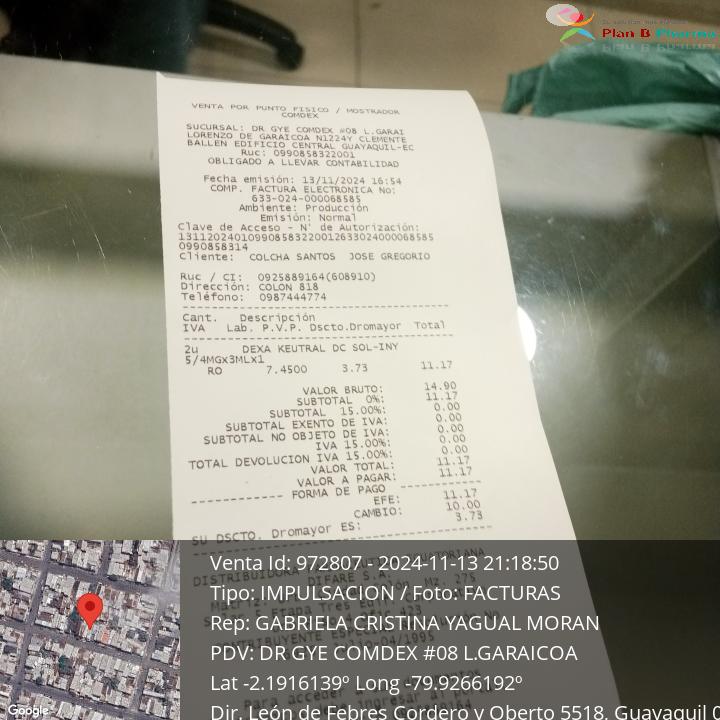 Plan B Pharma
VENTA POR PUNTO FISICO / MOSTRADOR
COMDEX
SUCURSAL: DR GYE COMDEX #08 L.GARAI
LORENZO DE GARAICOA N1224Y CLEMENTE
BALLEN EDIFICIO CENTRAL GUAYAQUIL-EC
Ruc: 0990858322001
OBLIGADO A LLEVAR CONTABILIDAD
Fecha emisión: 13/11/2024 16:54
COMP. FACTURA ELECTRONICA No:
633-024-000068585
Ambiente: Producción
Emisión: Normal
Clave de Acceso - N° de Autorización:
131120240109908583220012633024000068585
0990858314
Cliente: COLCHA SANTOS JOSE GREGORIO
Ruc / CI: 0925889164(608910)
Dirección: COLON 818
Teléfono: 0987444774
Cant. Descripción
IVA Lab. P.V.P. Dscto.Dromayor Total
2u DEXA KEUTRAL DC SOL-INY
5/4MGx3MLx1
RO 7.4500 3.73 11.17
VALOR BRUTO: 14.90
SUBTOTAL 0%: 11.17
SUBTOTAL 15.00%: 0.00
SUBTOTAL EXENTO DE IVA: 0.00
SUBTOTAL NO OBJETO DE IVA: 0.00
IVA 15.00%: 0.00
TOTAL DEVOLUCION IVA 15.00%: 0.00
VALOR TOTAL: 11.17
VALOR A PAGAR: 11.17
FORMA DE PAGO
EFE: 11.17
CAMBIO: 10.00
SU DSCTO. Dromayor ES: 3.73
DISTRIBUIDORA ECUATORIANA
DIFARE S.A.
Venta Id: 972807 - 2024-11-13 21:18:50
Tipo: IMPULSACION / Foto: FACTURAS
Rep: GABRIELA CRISTINA YAGUAL MORAN
PDV: DR GYE COMDEX #08 L.GARAICOA
Lat -2.1916139º Long -79.9266192º
Dir. León de Febres Cordero y Oberto 5518, Guayaquil
Google